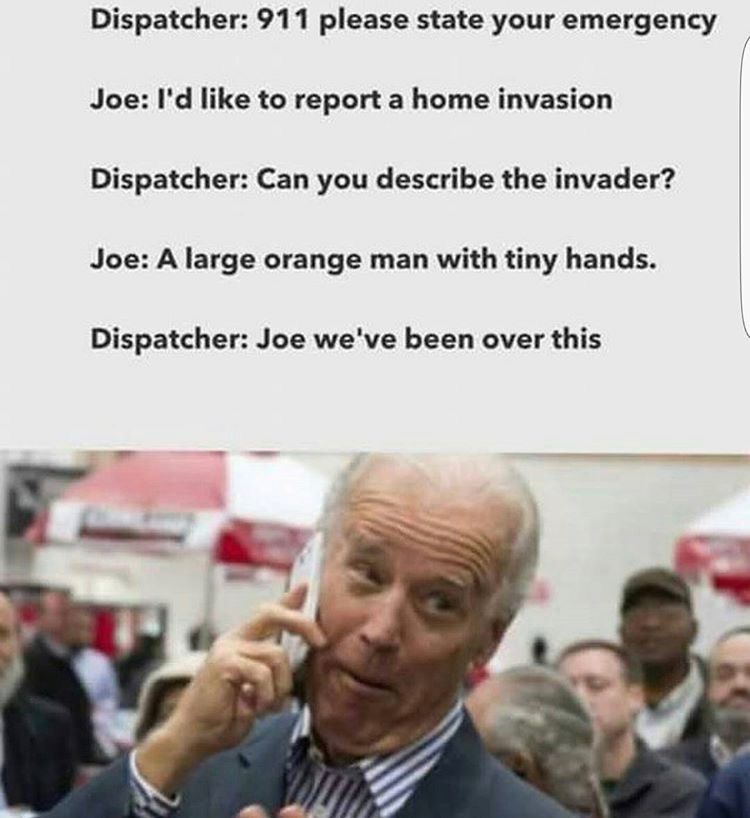 Dispatcher: 911 please state your emergency
Joe: I'd like to report a home invasion
Dispatcher: Can you describe the invader?
Joe: A large orange man with tiny hands.
Dispatcher: Joe we've been over this